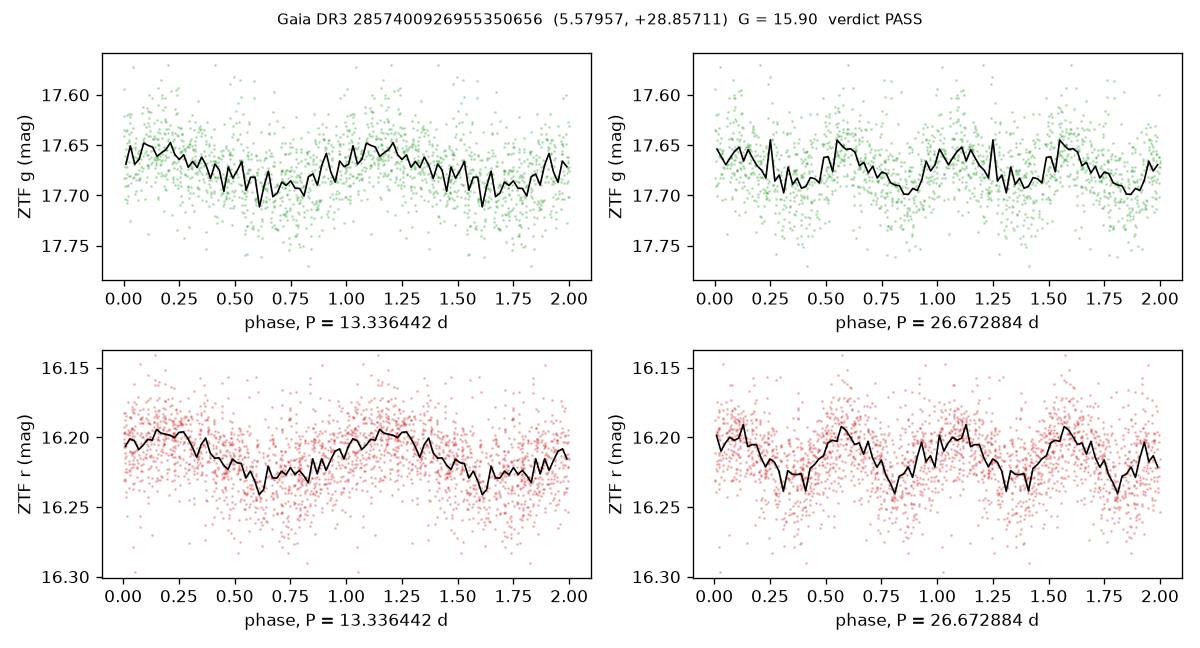 Gaia DR3 2857400926955350656  (5.57957, +28.85711)  G = 15.90  verdict PASS
ZTF g (mag)
17.60
17.65
17.70
17.75
0.00 0.25 0.50 0.75 1.00 1.25 1.50 1.75 2.00
phase, P = 13.336442 d
ZTF g (mag)
17.60
17.65
17.70
17.75
0.00 0.25 0.50 0.75 1.00 1.25 1.50 1.75 2.00
phase, P = 26.672884 d
ZTF r (mag)
16.15
16.20
16.25
16.30
0.00 0.25 0.50 0.75 1.00 1.25 1.50 1.75 2.00
phase, P = 13.336442 d
ZTF r (mag)
16.15
16.20
16.25
16.30
0.00 0.25 0.50 0.75 1.00 1.25 1.50 1.75 2.00
phase, P = 26.672884 d